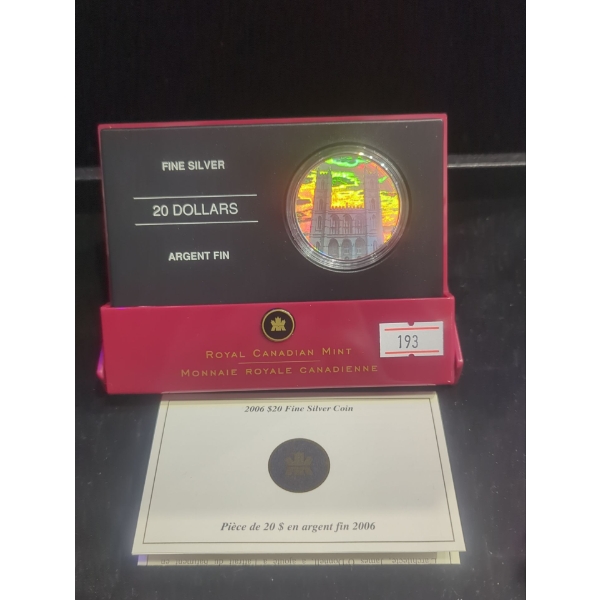 FINE SILVER
20 DOLLARS
ARGENT FIN
ROYAL CANADIAN MINT
MONNAIE ROYALE CANADIENNE
193
2006 $20 Fine Silver Coin
Pièce de 20 $ en argent fin 2006